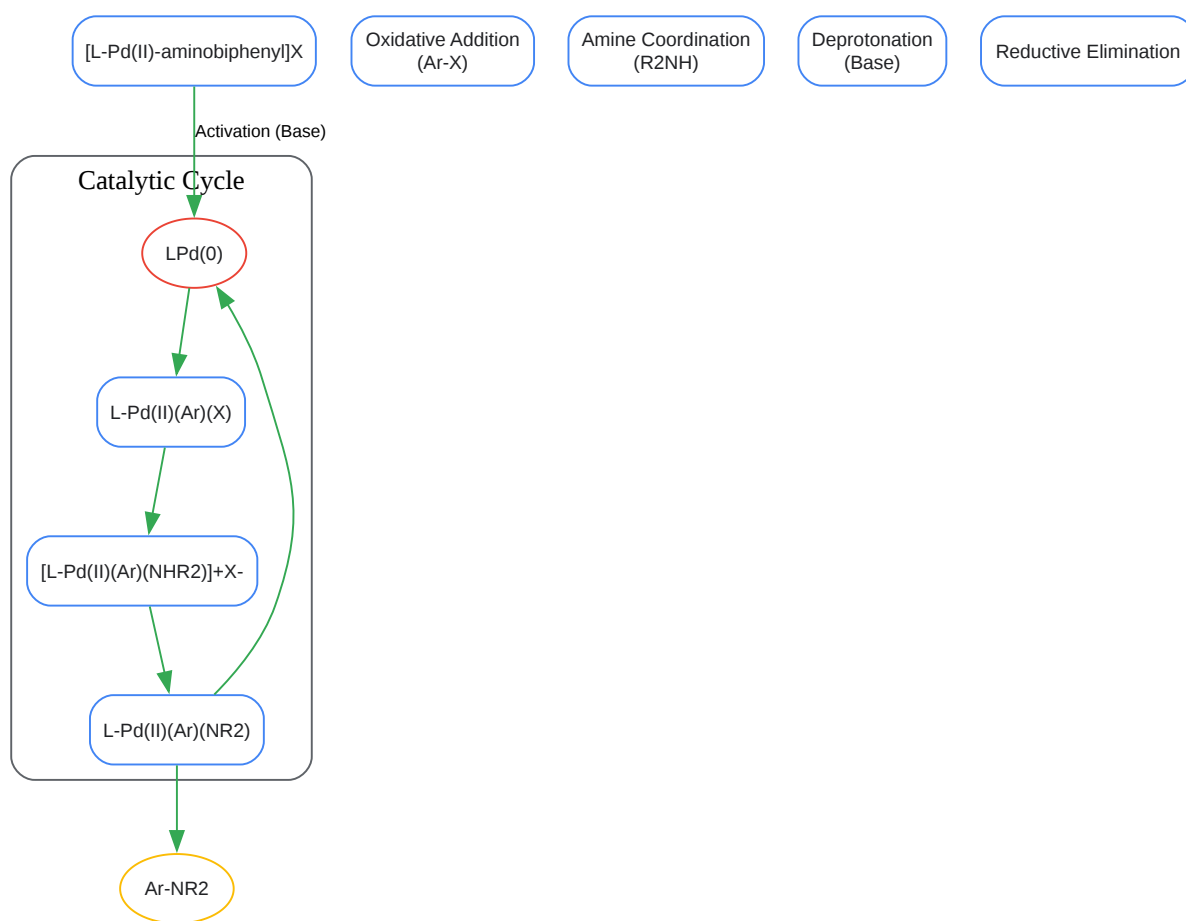 [L-Pd(II)-aminobiphenyl]X
Oxidative Addition
(Ar-X)
Amine Coordination
(R2NH)
Deprotonation
(Base)
Reductive Elimination
Activation (Base)
Catalytic Cycle
LPd(0)
L-Pd(II)(Ar)(X)
[L-Pd(II)(Ar)(NHR2)]+X-
L-Pd(II)(Ar)(NR2)
Ar-NR2